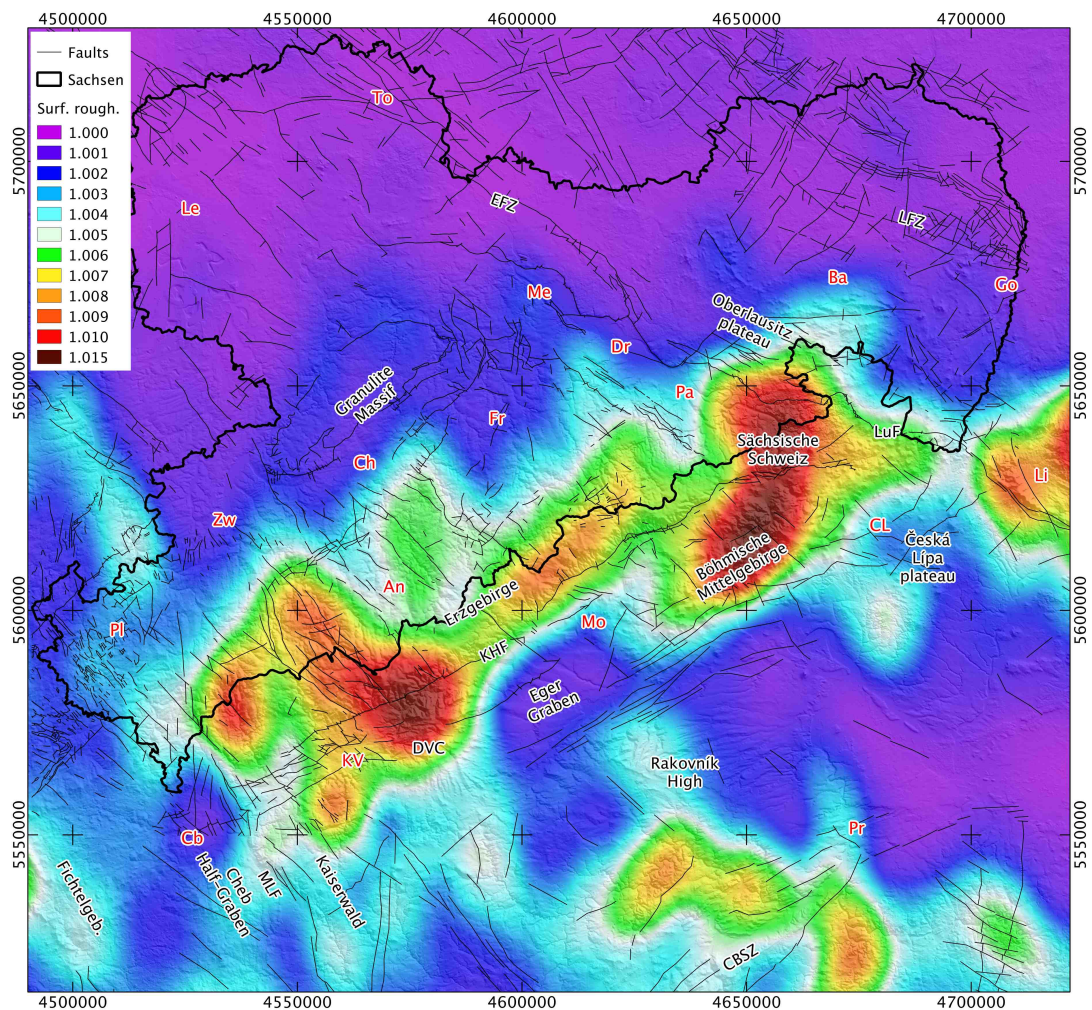 4500000
4550000
4600000
4650000
4700000
Faults
Sachsen
Surf. rough.
1.000
1.001
1.002
1.003
1.004
1.005
1.006
1.007
1.008
1.009
1.010
1.015
To
5700000
5700000
Le
EFZ
LFZ
Ba
Go
Me
Oberlausitz
plateau
Dr
5650000
5650000
Granulite
Massif
Pa
Fr
LuF
Sächsische
Schweiz
Ch
Li
Zw
CL
Česká
Lípa
plateau
Böhmische
Mittelgebirge
An
Erzgebirge
5600000
5600000
Pl
Mo
KHF
Eger
Graben
DVC
KV
Rakovník
High
5550000
5550000
Cb
Pr
Fichtelgeb.
Cheb
Half-Graben
MLF
Kaiserwald
CBSZ
4500000
4550000
4600000
4650000
4700000